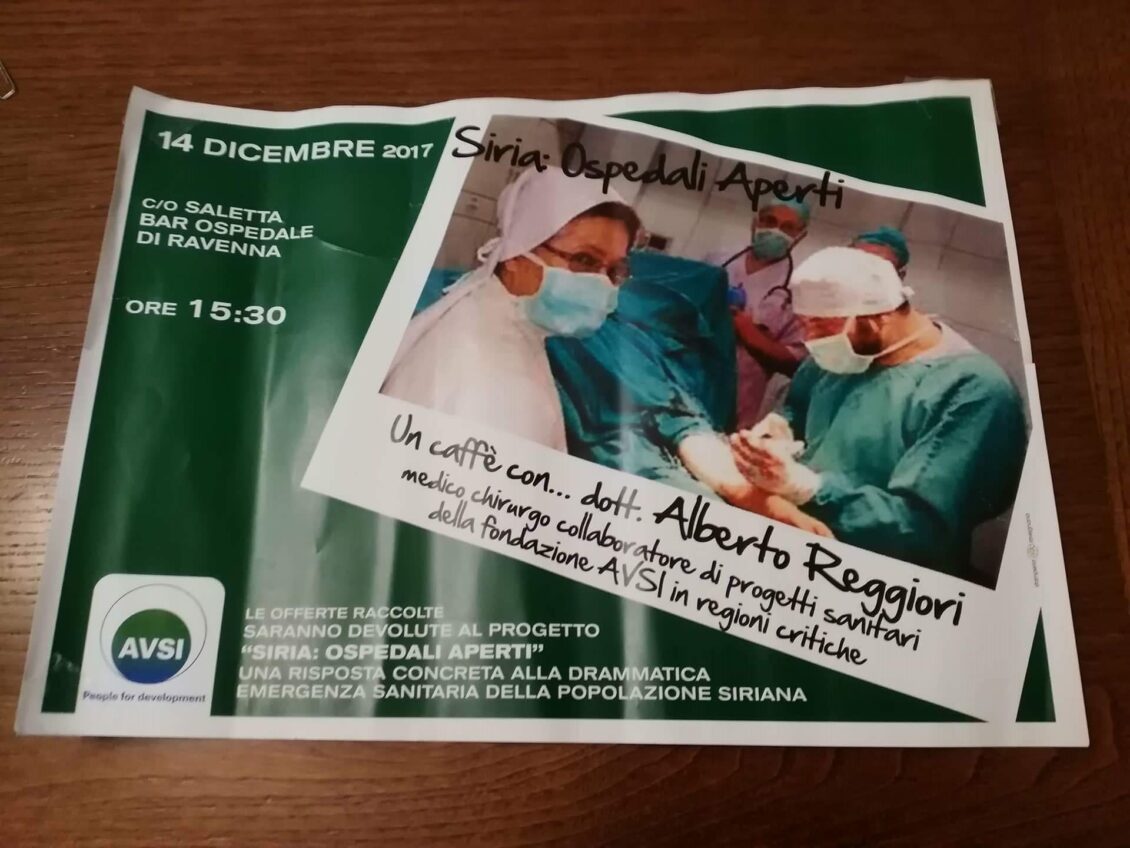 14 DICEMBRE 2017
C/O SALETTA
BAR OSPEDALE
DI RAVENNA
ORE 15:30
Siria: Ospedali Aperti
Un caffè con... dott. Alberto Reggiori
medico chirurgo collaboratore di progetti sanitari
della fondazione AVSI in regioni critiche
AVSI
People for development
LE OFFERTE RACCOLTE
SARANNO DEVOLUTE AL PROGETTO
“SIRIA: OSPEDALI APERTI”
UNA RISPOSTA CONCRETA ALLA DRAMMATICA
EMERGENZA SANITARIA DELLA POPOLAZIONE SIRIANA